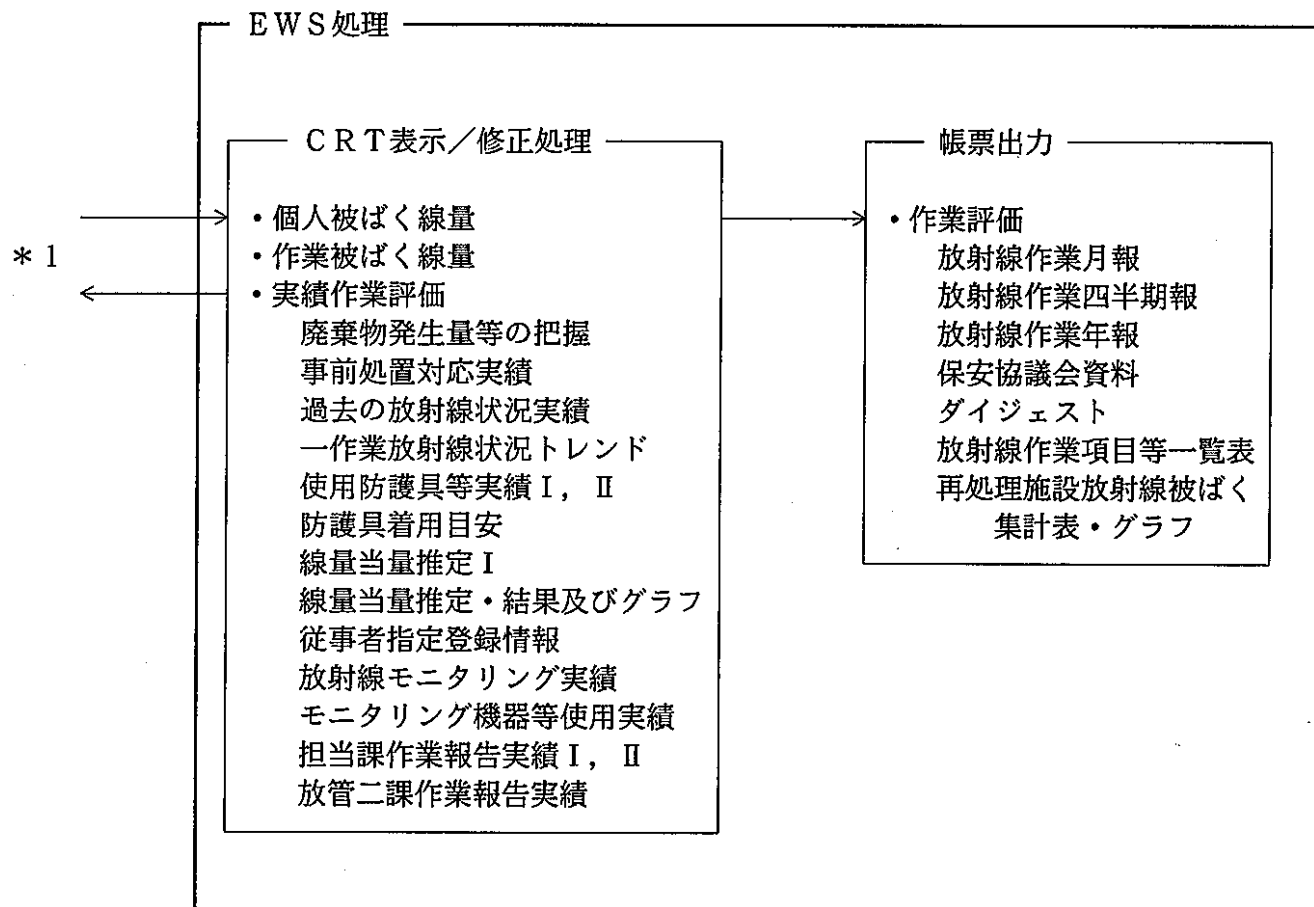 EWS処理
CRT表示/修正処理
・個人被ばく線量
・作業被ばく線量
・実績作業評価
廃棄物発生量等の把握
事前処置対応実績
過去の放射線状況実績
一作業放射線状況トレンド
使用防護具等実績Ⅰ,Ⅱ
防護具着用目安
線量当量推定Ⅰ
線量当量推定・結果及びグラフ
従事者指定登録情報
放射線モニタリング実績
モニタリング機器等使用実績
担当課作業報告実績Ⅰ,Ⅱ
放管二課作業報告実績
*1
帳票出力
・作業評価
放射線作業月報
放射線作業四半期報
放射線作業年報
保安協議会資料
ダイジェスト
放射線作業項目等一覧表
再処理施設放射線被ばく
集計表・グラフ